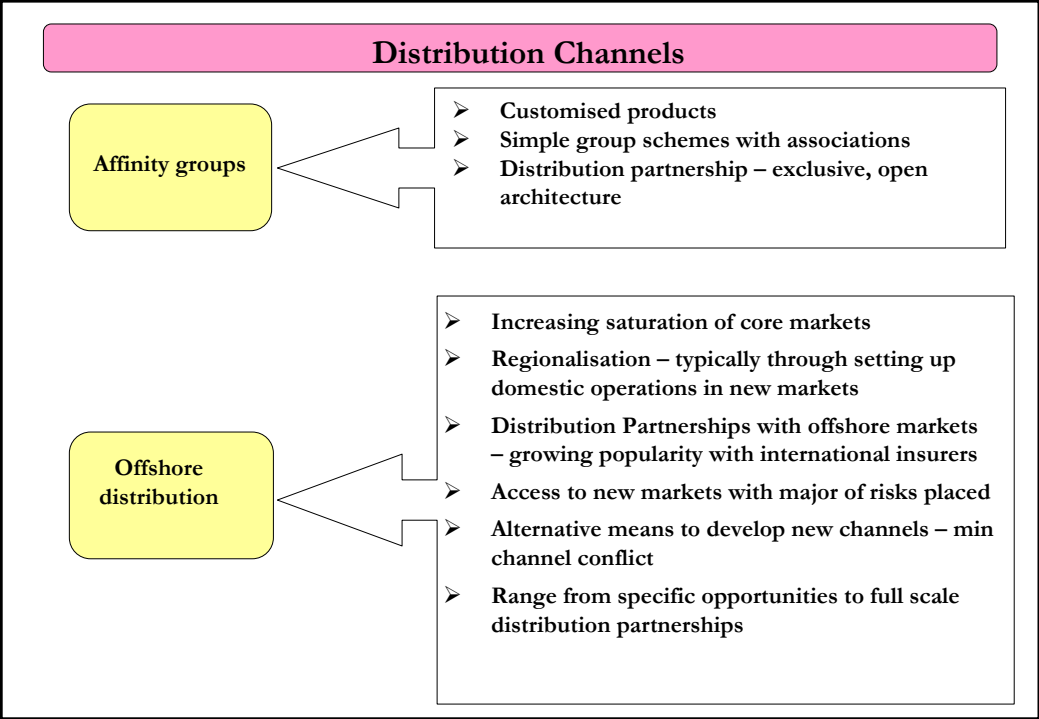 Distribution Channels
Affinity groups
➢ Customised products
➢ Simple group schemes with associations
➢ Distribution partnership – exclusive, open
architecture
Offshore
distribution
➢ Increasing saturation of core markets
➢ Regionalisation – typically through setting up
domestic operations in new markets
➢ Distribution Partnerships with offshore markets
– growing popularity with international insurers
➢ Access to new markets with major of risks placed
➢ Alternative means to develop new channels – min
channel conflict
➢ Range from specific opportunities to full scale
distribution partnerships